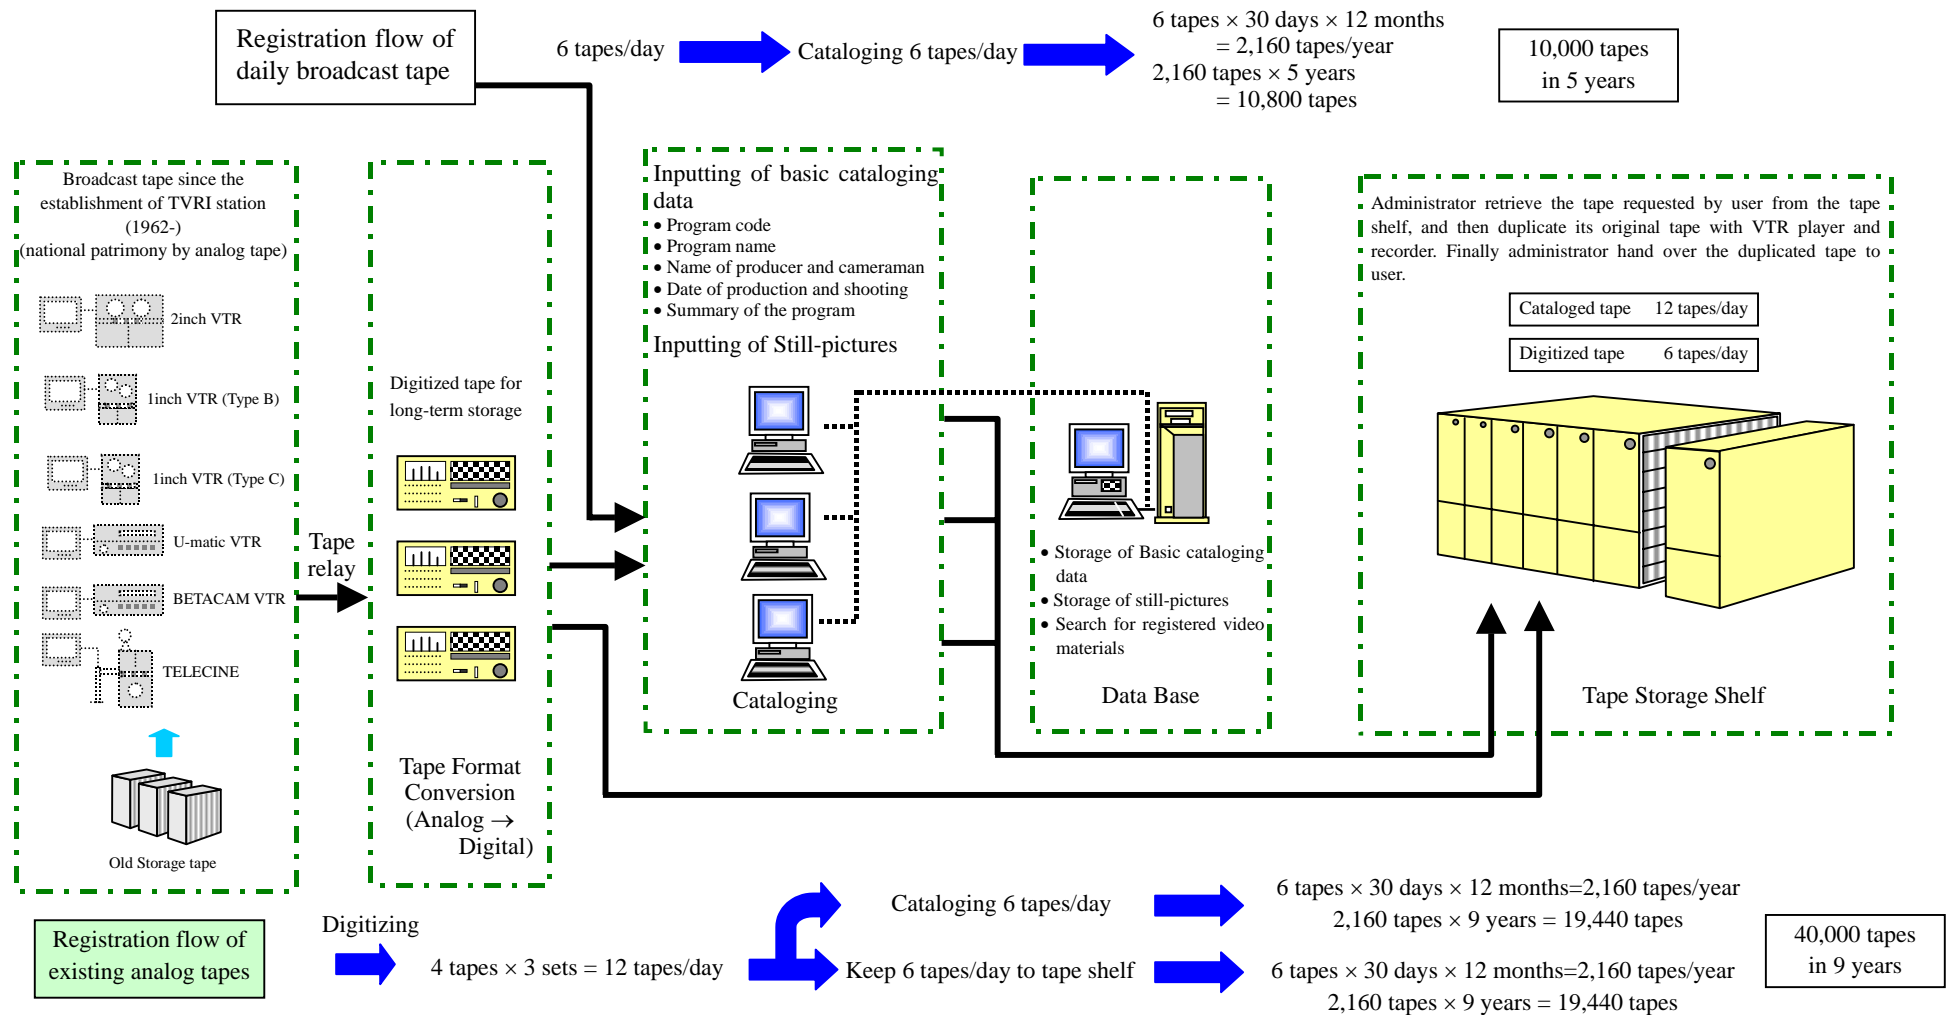 Registration flow of
daily broadcast tape
6 tapes/day
Cataloging 6 tapes/day
6 tapes × 30 days × 12 months
= 2,160 tapes/year
2,160 tapes × 5 years
= 10,800 tapes
10,000 tapes
in 5 years
Broadcast tape since the
establishment of TVRI station
(1962-)
(national patrimony by analog tape)
2inch VTR
1inch VTR (Type B)
1inch VTR (Type C)
U-matic VTR
BETACAM VTR
TELECINE
Old Storage tape
Tape
relay
Digitized tape for
long-term storage
Tape Format
Conversion
(Analog →
Digital)
Inputting of basic cataloging
data
• Program code
• Program name
• Name of producer and cameraman
• Date of production and shooting
• Summary of the program
Inputting of Still-pictures
Cataloging
• Storage of Basic cataloging
data
• Storage of still-pictures
• Search for registered video
materials
Data Base
Administrator retrieve the tape requested by user from the tape
shelf, and then duplicate its original tape with VTR player and
recorder. Finally administrator hand over the duplicated tape to
user.
Cataloged tape 12 tapes/day
Digitized tape 6 tapes/day
Tape Storage Shelf
Registration flow of
existing analog tapes
Digitizing
4 tapes × 3 sets = 12 tapes/day
Cataloging 6 tapes/day
6 tapes × 30 days × 12 months=2,160 tapes/year
2,160 tapes × 9 years = 19,440 tapes
Keep 6 tapes/day to tape shelf
6 tapes × 30 days × 12 months=2,160 tapes/year
2,160 tapes × 9 years = 19,440 tapes
40,000 tapes
in 9 years